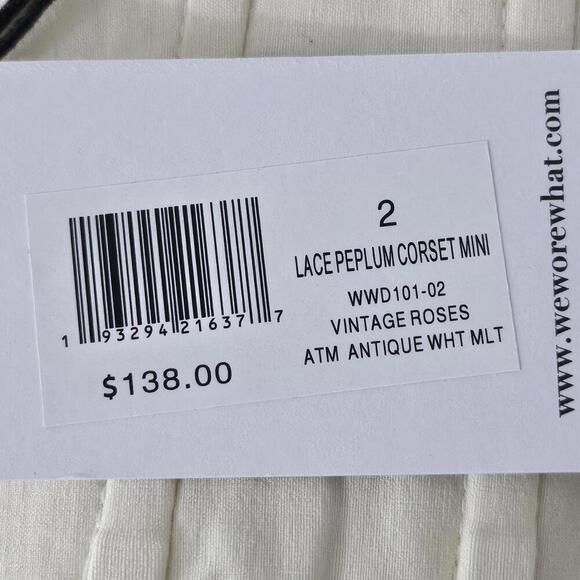 2
LACE PEPLUM CORSET MINI
WWD101-02
VINTAGE ROSES
ATM ANTIQUE WHT MLT
1 93294 21637 7
$138.00
www.weworewhat.com